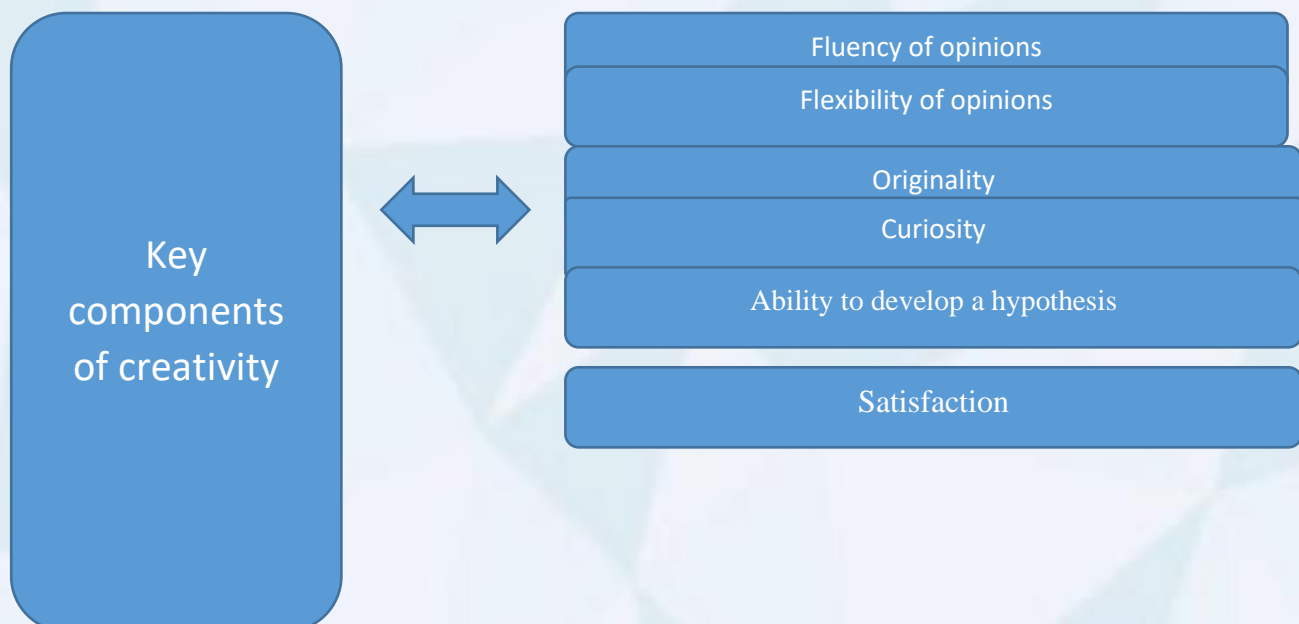 Key
components
of creativity
Fluency of opinions
Flexibility of opinions
Originality
Curiosity
Ability to develop a hypothesis
Satisfaction